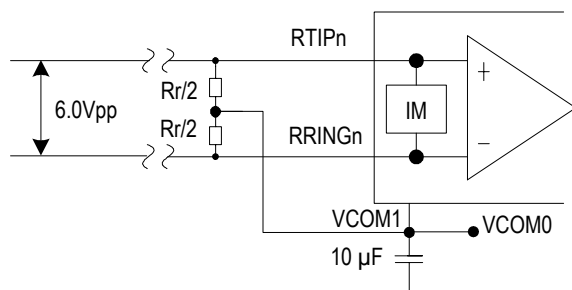 RTIPn
+
Rr/2
6.0Vpp
IM
Rr/2
RRINGn
−
VCOM1
VCOM0
10 µF